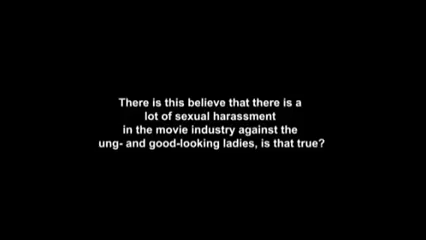 There is this believe that there is a
lot of sexual harassment
in the movie industry against the
ung- and good-looking ladies, is that true?